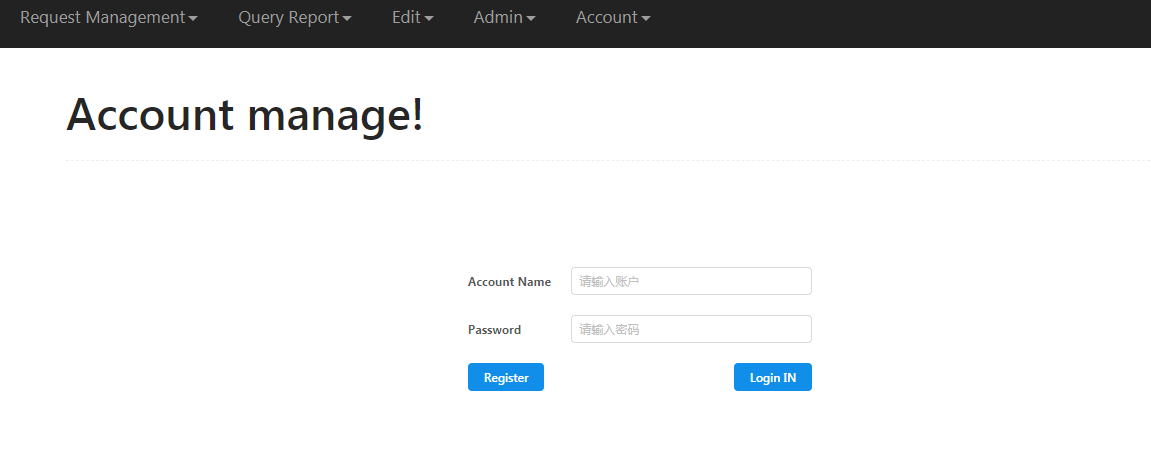 Request Management Query Report Edit Admin Account
Account manage!
Account Name 请输入账户
Password 请输入密码
Register Login IN